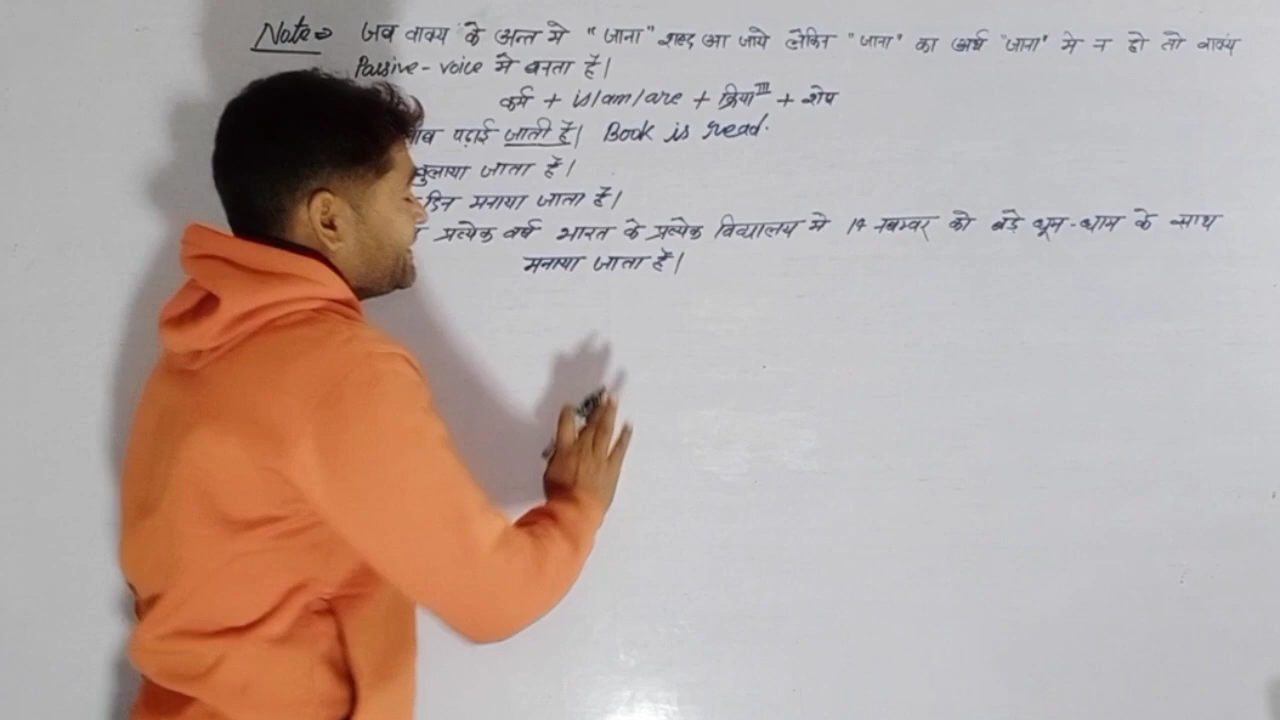 Note⇒ जब वाक्य के अन्त मे "जाना" शब्द आ जाये लेकिन "जाना" का अर्थ "जाना" मे न हो तो वाक्य
Passive-voice मे बनता है।
कर्म + is/am/are + क्रिया III + शेष
पढ़ाई जाती है। Book is read.
बुलाया जाता है।
मनाया जाता है।
प्रत्येक वर्ष भारत के प्रत्येक विद्यालय मे 14 नवम्वर को बड़े धूम-धाम के साथ
मनाया जाता है।